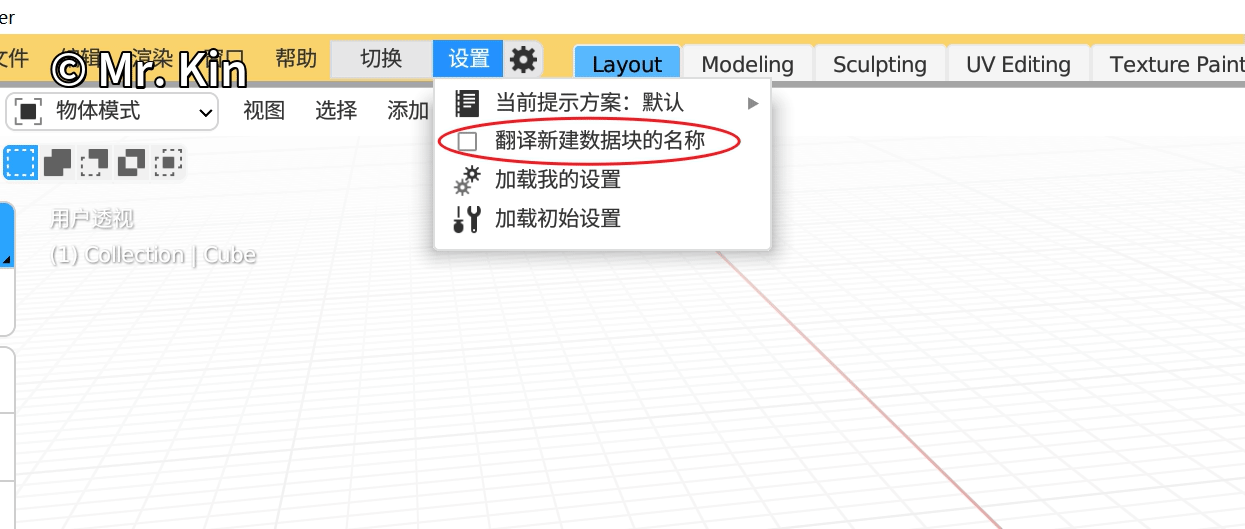 er
文件 编辑 渲染 窗口 帮助 切换 设置 Layout Modeling Sculpting UV Editing Texture Paint
© Mr. Kin
物体模式 视图 选择 添加
当前提示方案：默认
翻译新建数据块的名称
加载我的设置
加载初始设置
用户透视
(1) Collection | Cube